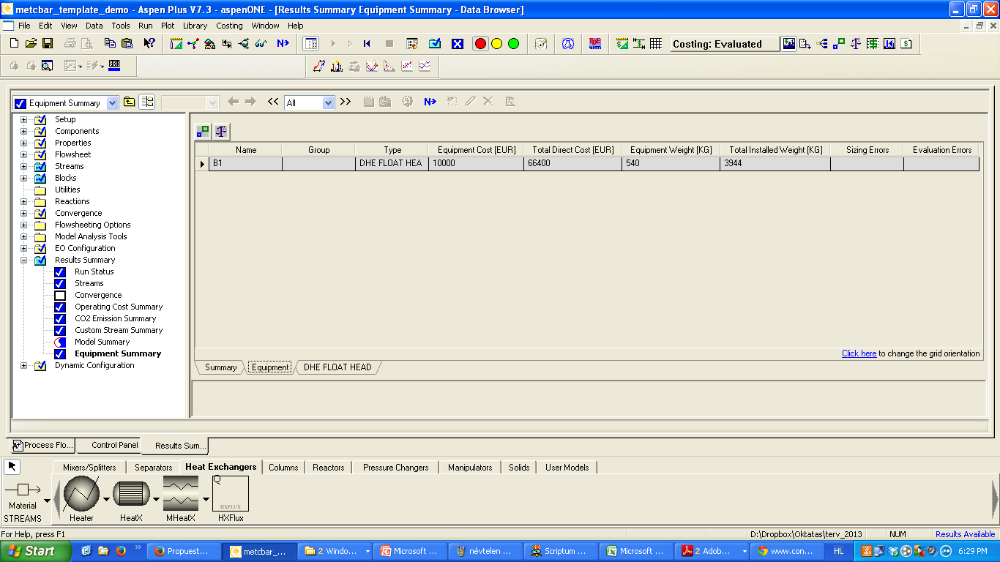 metcbar_template_demo - Aspen Plus V7.3 - aspenONE - [Results Summary Equipment Summary - Data Browser]
File Edit View Data Tools Run Plot Library Costing Window Help
Costing: Evaluated
Equipment Summary All
Setup
Components
Properties
Flowsheet
Streams
Blocks
Utilities
Reactions
Convergence
Flowsheeting Options
Model Analysis Tools
EO Configuration
Results Summary
Run Status
Streams
Convergence
Operating Cost Summary
CO2 Emission Summary
Custom Stream Summary
Model Summary
Equipment Summary
Dynamic Configuration
Name Group Type Equipment Cost [EUR] Total Direct Cost [EUR] Equipment Weight [KG] Total Installed Weight [KG] Sizing Errors Evaluation Errors
B1 DHE FLOAT HEA 10000 66400 540 3944
Click here to change the grid orientation
Summary Equipment DHE FLOAT HEAD
Process Flo... Control Panel Results Sum...
Mixers/Splitters Separators Heat Exchangers Columns Reactors Pressure Changers Manipulators Solids User Models
Q
HXFLUX
Material
STREAMS Heater HeatX MHeatX HXFlux
For Help, press F1 D:\Dropbox\Oktatas\terv_2013 NUM Results Available
Start Propuest... metcbar_... 2 Windo... Microsoft ... névtelen ... Scriptum ... Microsoft ... 2 Adob... www.con... HL 6:29 PM